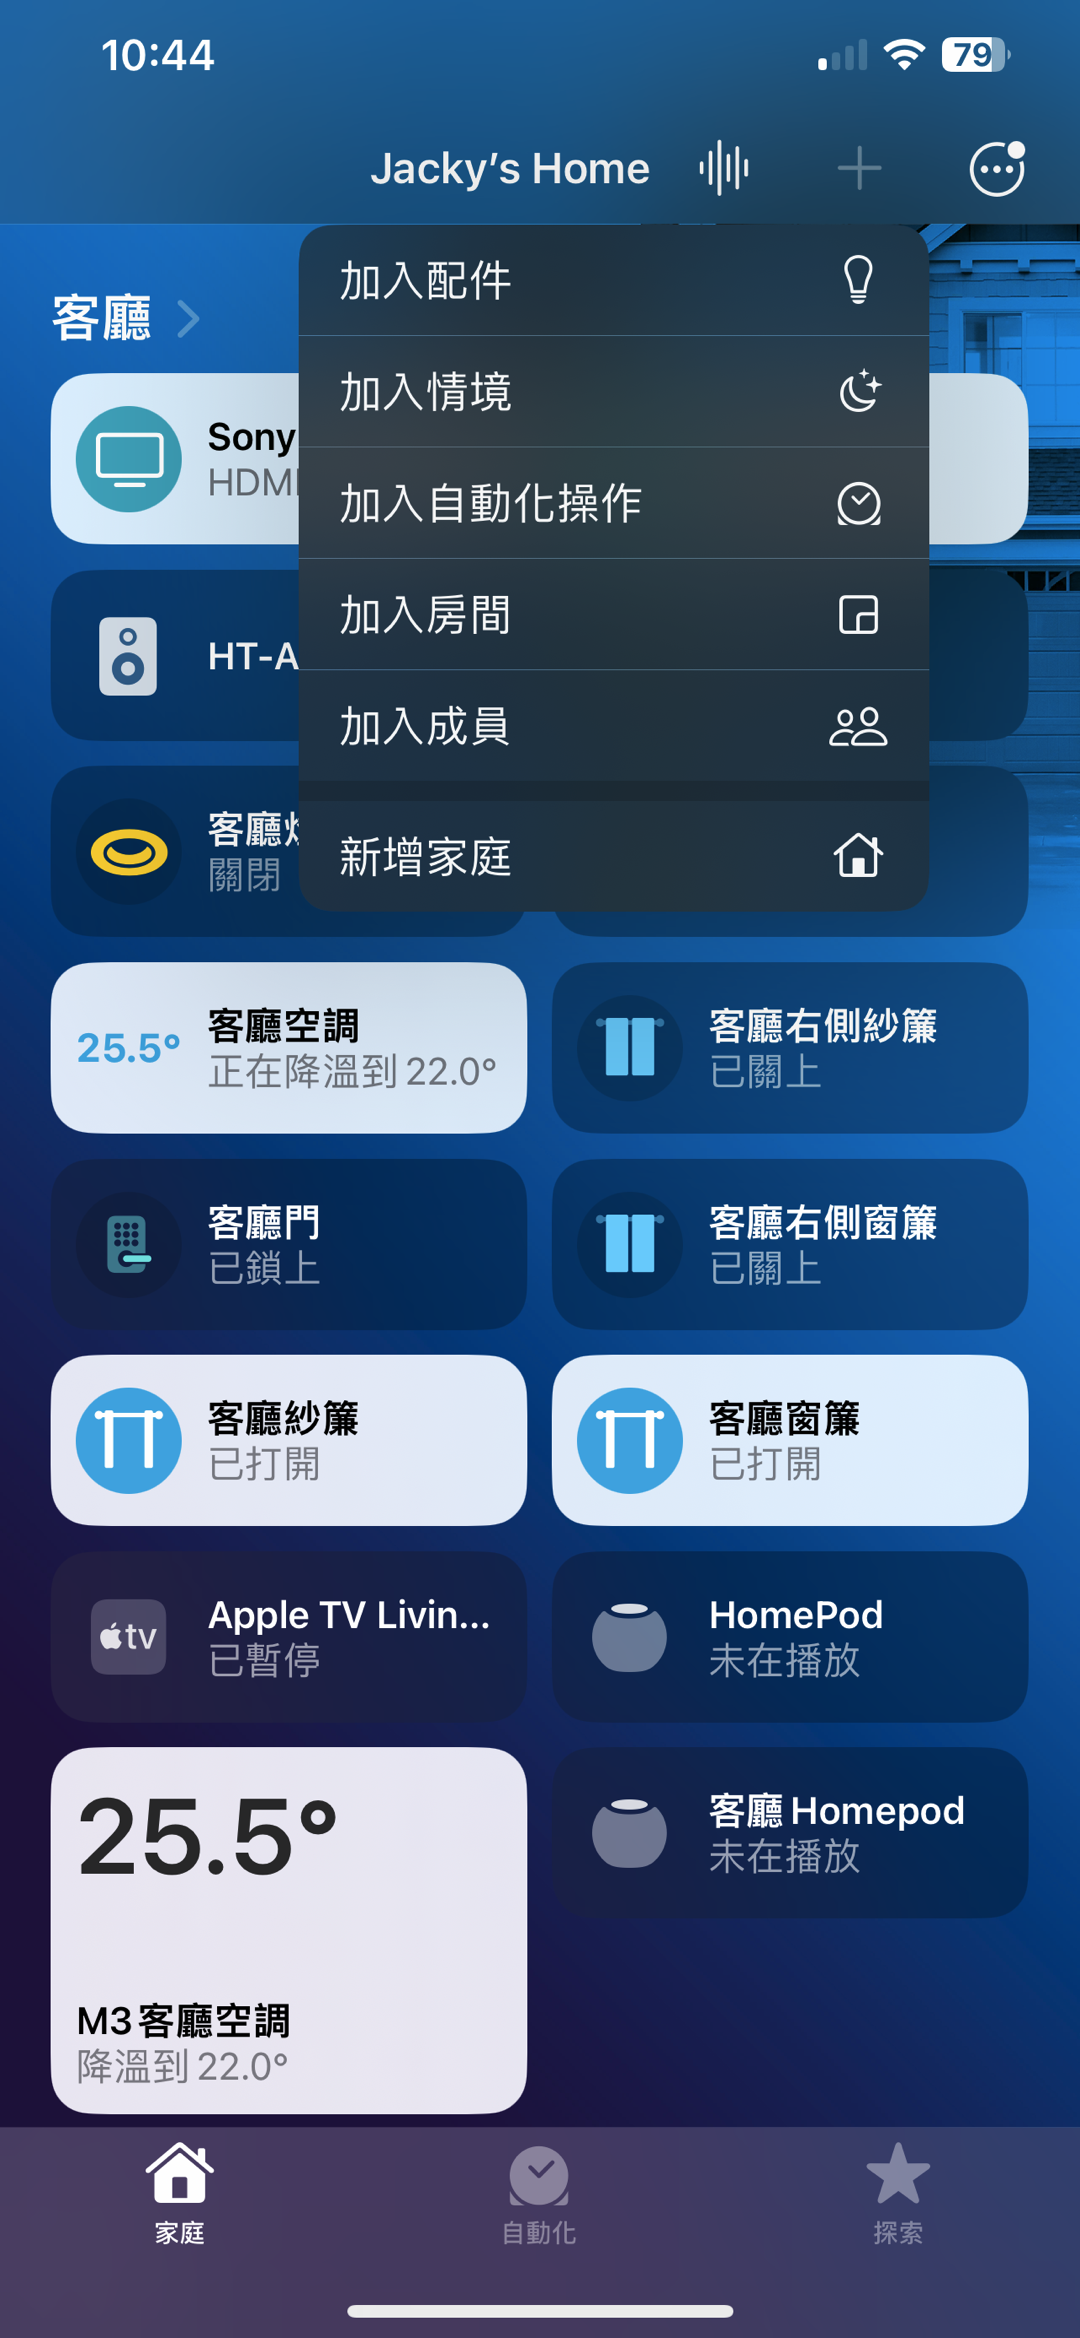 10:44
79
Jacky’s Home
加入配件
加入情境
加入自動化操作
加入房間
加入成員
新增家庭
客廳
Sony
HDMI
HT-A
客廳
關閉
25.5°
客廳空調
正在降溫到 22.0°
客廳右側紗簾
已關上
客廳門
已鎖上
客廳右側窗簾
已關上
客廳紗簾
已打開
客廳窗簾
已打開
tv
Apple TV Livin...
已暫停
HomePod
未在播放
25.5°
M3 客廳空調
降溫到 22.0°
客廳 Homepod
未在播放
家庭
自動化
探索